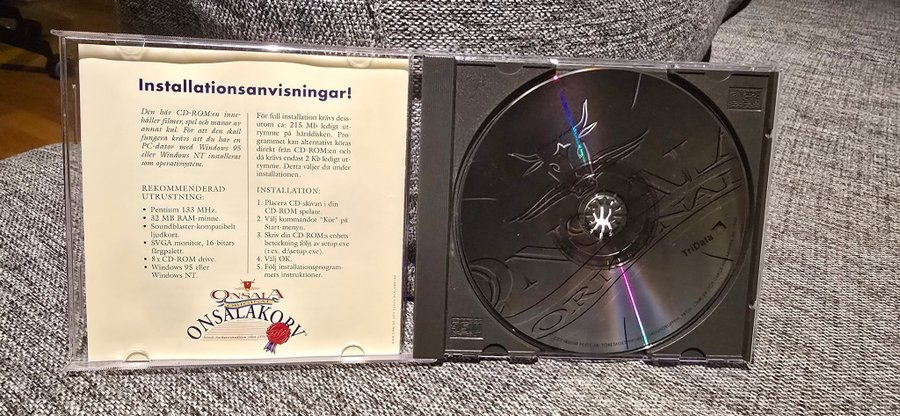 Installationsanvisningar!
Den här CD-ROM:en inne-
håller filmer, spel och massor av
annat kul. För att den skall
fungera krävs att du har en
PC-dator med Windows 95
eller Windows NT installerat
som operativsystem.
REKOMMENDERAD
UTRUSTNING:
• Pentium 133 MHz.
• 32 MB RAM-minne.
• Soundblaster-kompatibelt
ljudkort.
• SVGA monitor, 16-bitars
färgpalett.
• 8x CD-ROM drive.
• Windows 95 eller
Windows NT.
För full installation krävs dess-
utom ca: 215 Mb ledigt ut-
rymme på hårddisken. Pro-
grammet kan alternativt köras
direkt från CD-ROM:en och
då krävs endast 2 Kb ledigt ut-
rymme. Detta väljer du under
installationen.
INSTALLATION:
1. Placera CD-skivan i din
CD-ROM spelare.
2. Välj kommandot "Kör" på
Start-menyn.
3. Skriv din CD-ROM:s enhets
beteckning följt av setup.exe
(t ex. d:\setup.exe)
4. Välj OK.
5. Följ installationsprogram-
mets instruktioner.
ONSALA
ONSALAKORV
ONSALA
ORIGINAL
TriData